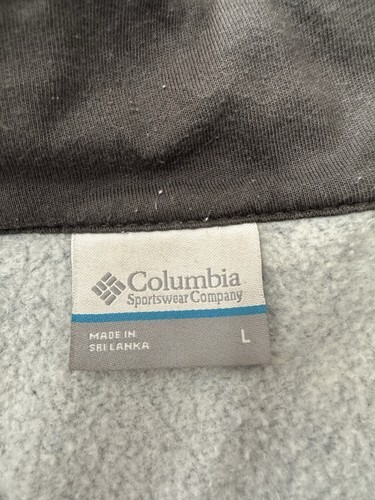 Columbia
Sportswear Company
MADE IN
SRI LANKA
L